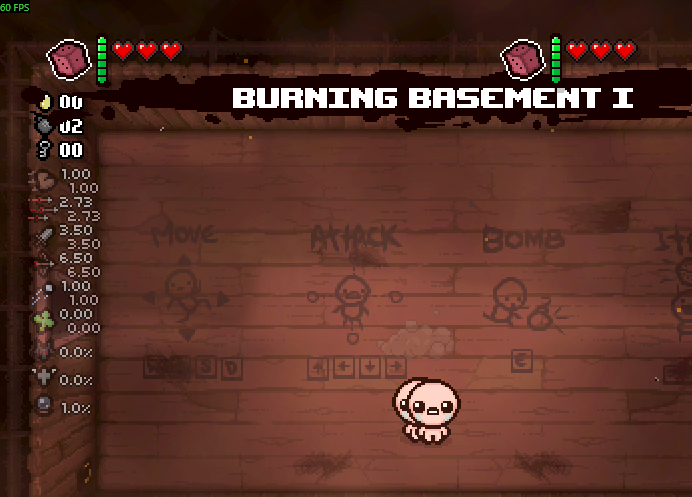 60 FPS
BURNING BASEMENT I
00
02
00
1.00
1.00
2.73
2.73
3.50
3.50
6.50
6.50
1.00
1.00
0.00
0.00
0.0%
0.0%
1.0%
MOVE
ATTACK
BOMB
S D
E